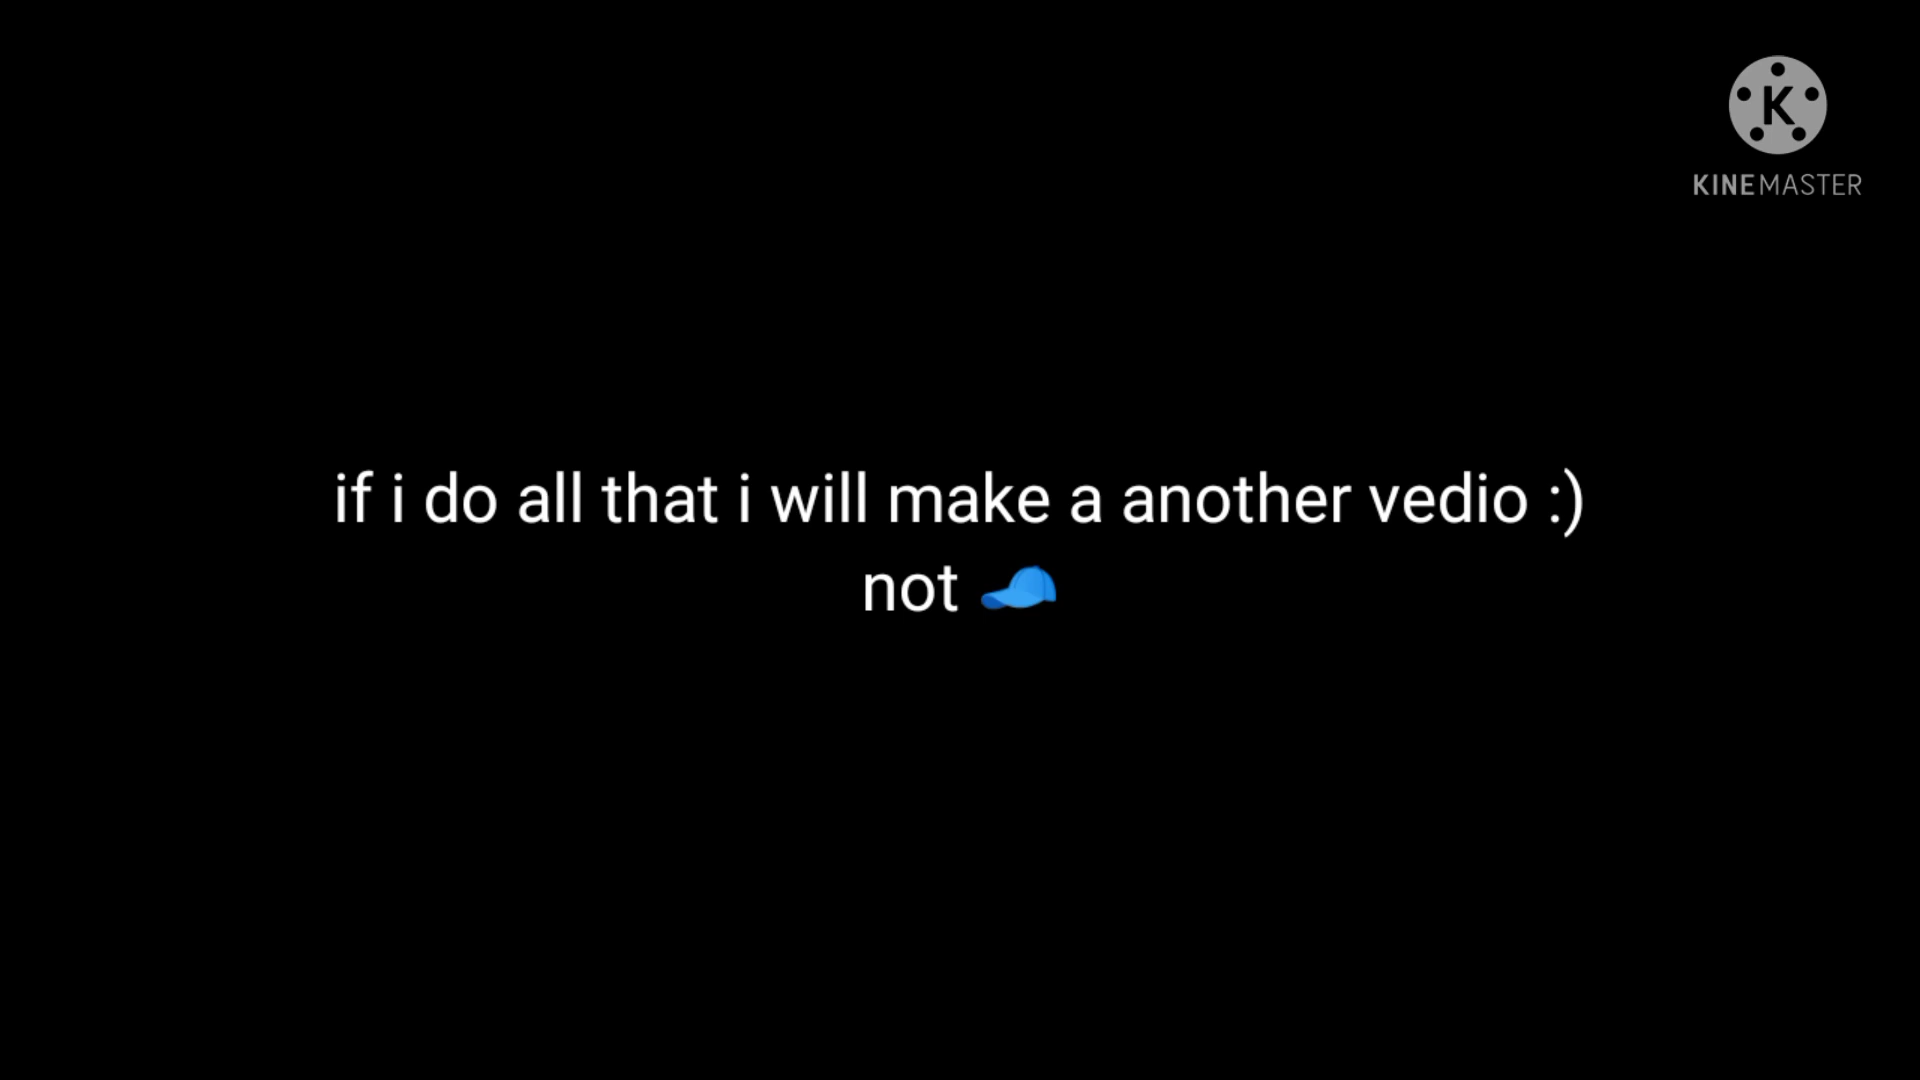 K
KINEMASTER
if i do all that i will make a another vedio :)
not 🧢